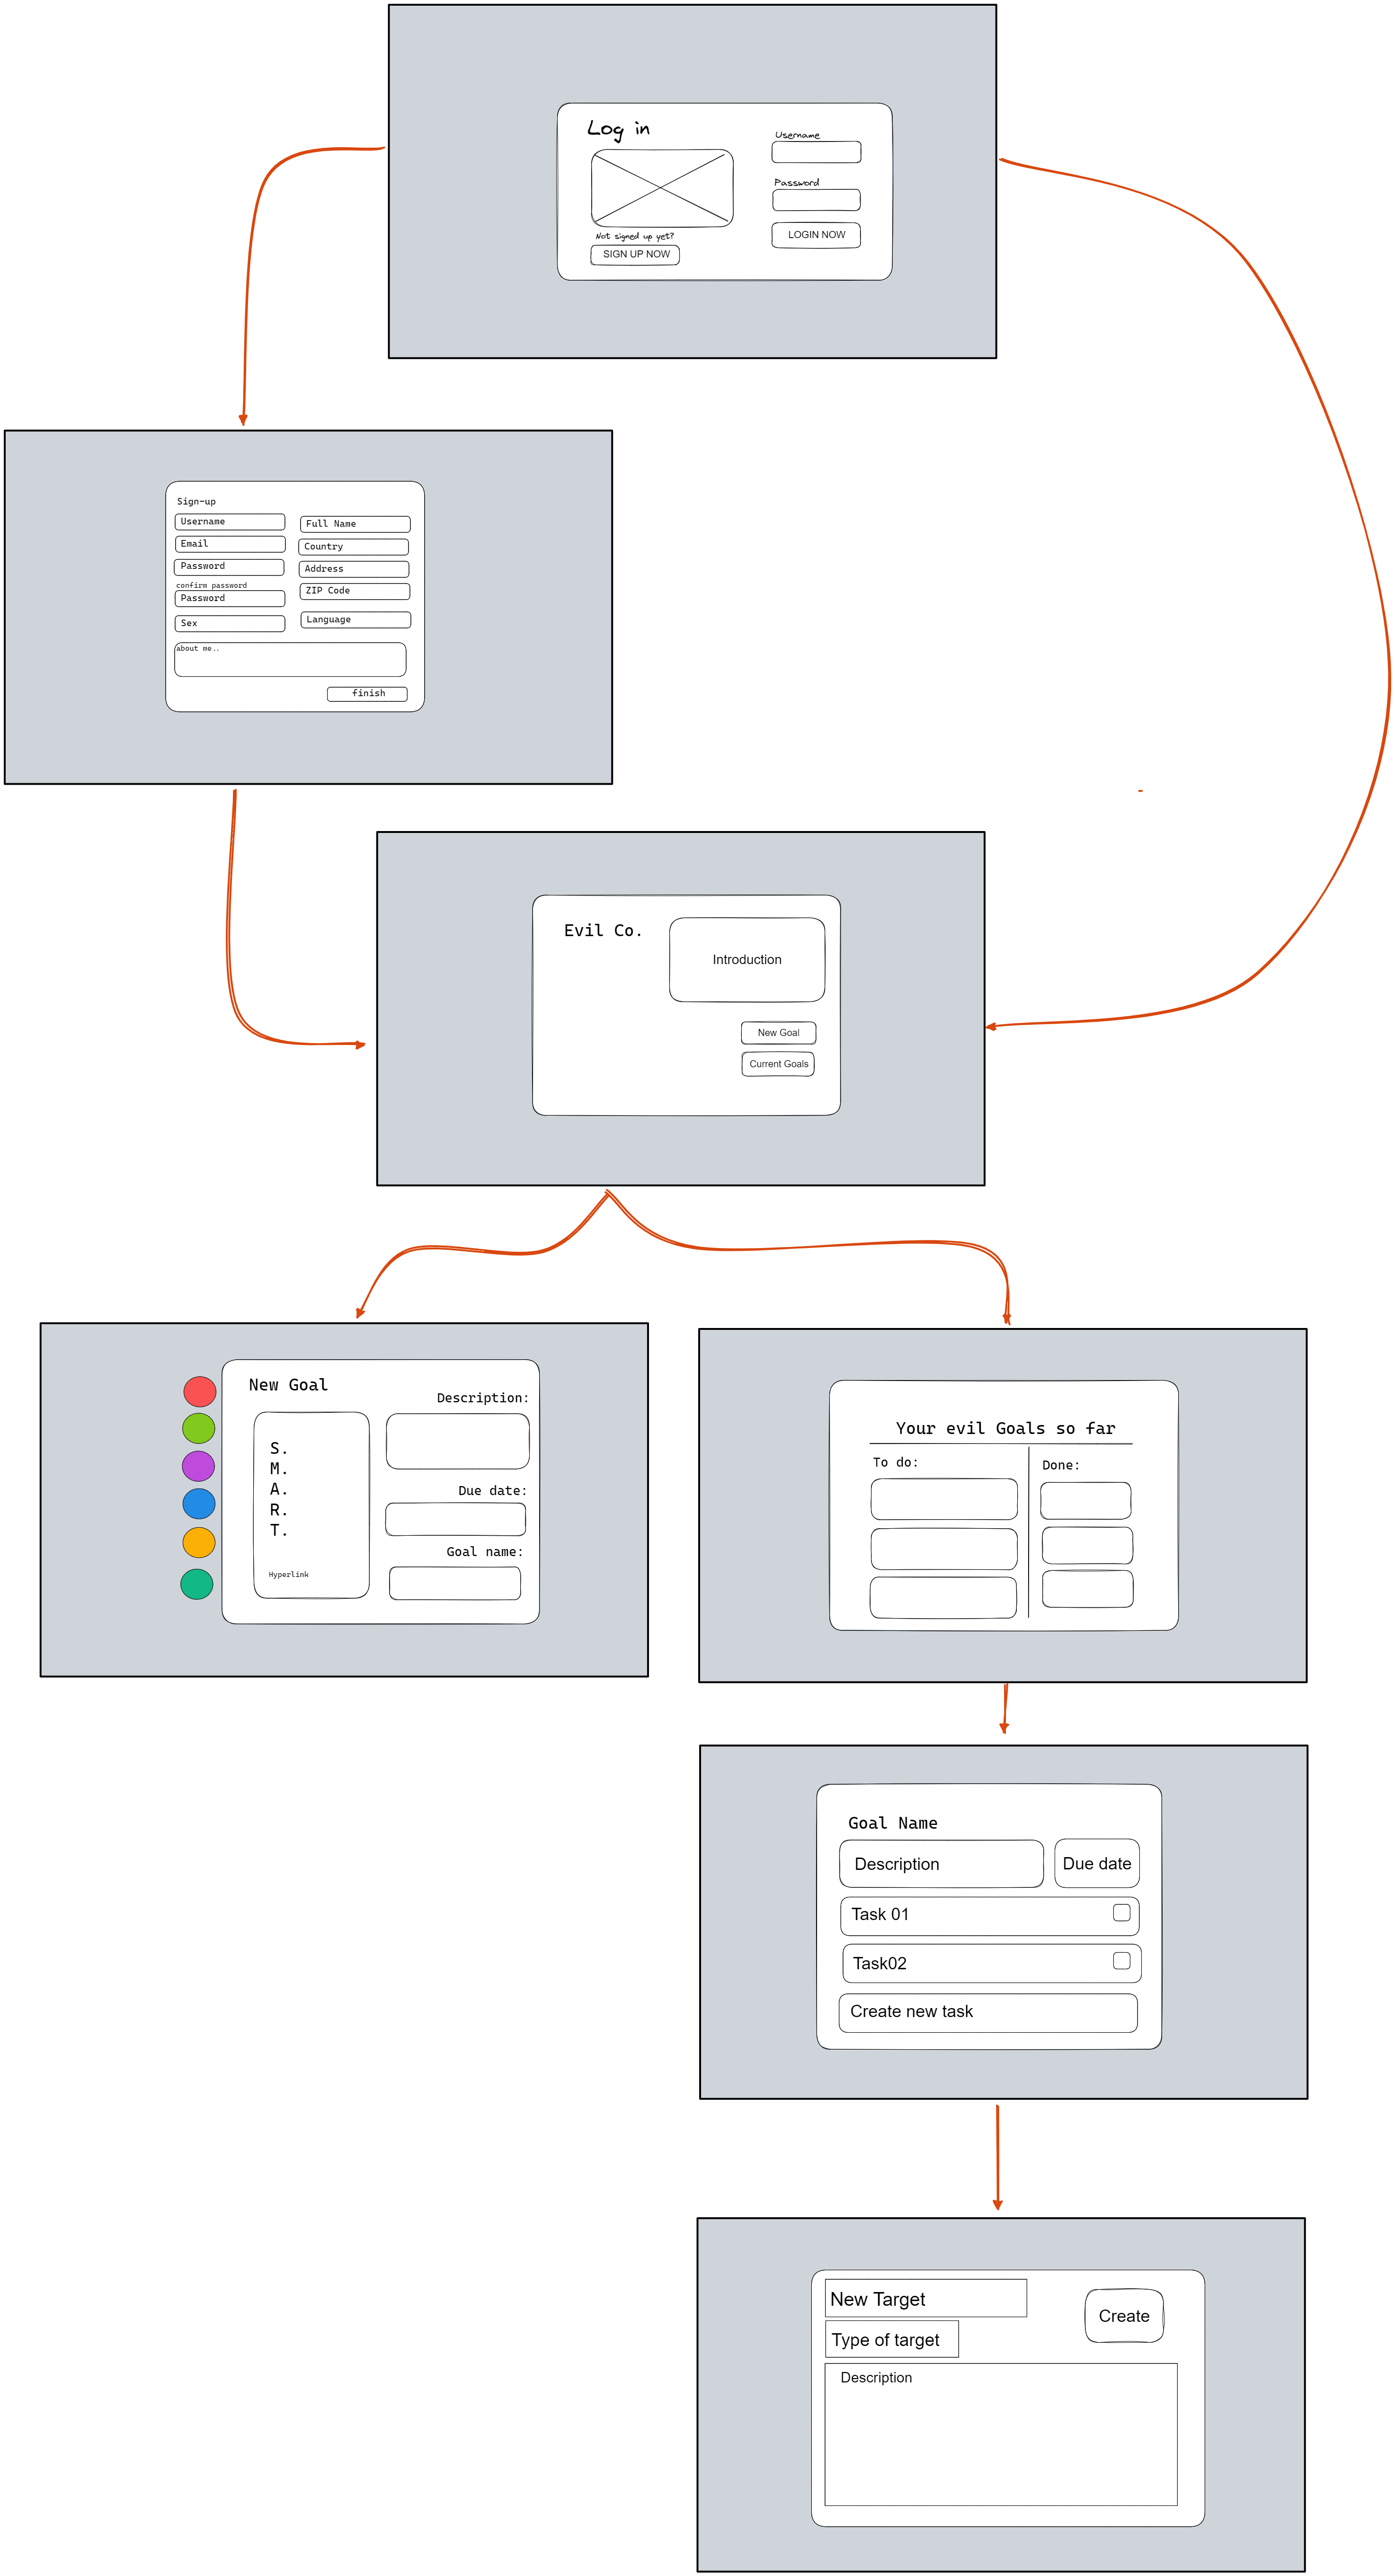 Log in
Username
Password
LOGIN NOW
Not signed up yet?
SIGN UP NOW
Sign-up
Username
Full Name
Email
Country
Password
Address
confirm password
Password
ZIP Code
Sex
Language
about me..
finish
Evil Co.
Introduction
New Goal
Current Goals
New Goal
S.
M.
A.
R.
T.
Hyperlink
Description:
Due date:
Goal name:
Your evil Goals so far
To do:
Done:
Goal Name
Description
Due date
Task 01
Task02
Create new task
New Target
Create
Type of target
Description